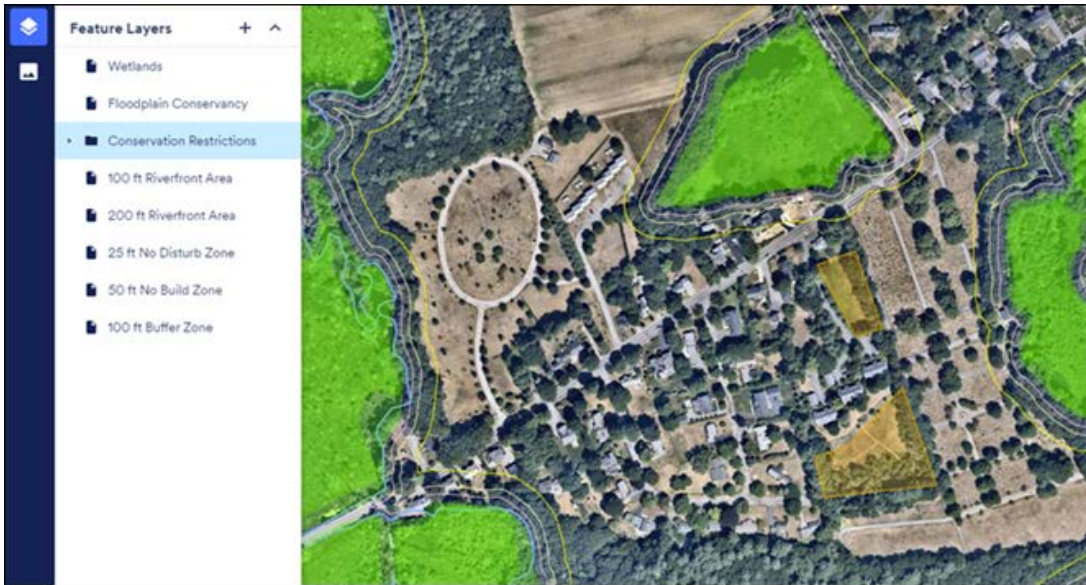 Feature Layers
Wetlands
Floodplain Conservancy
Conservation Restrictions
100 ft Riverfront Area
200 ft Riverfront Area
25 ft No Disturb Zone
50 ft No Build Zone
100 ft Buffer Zone